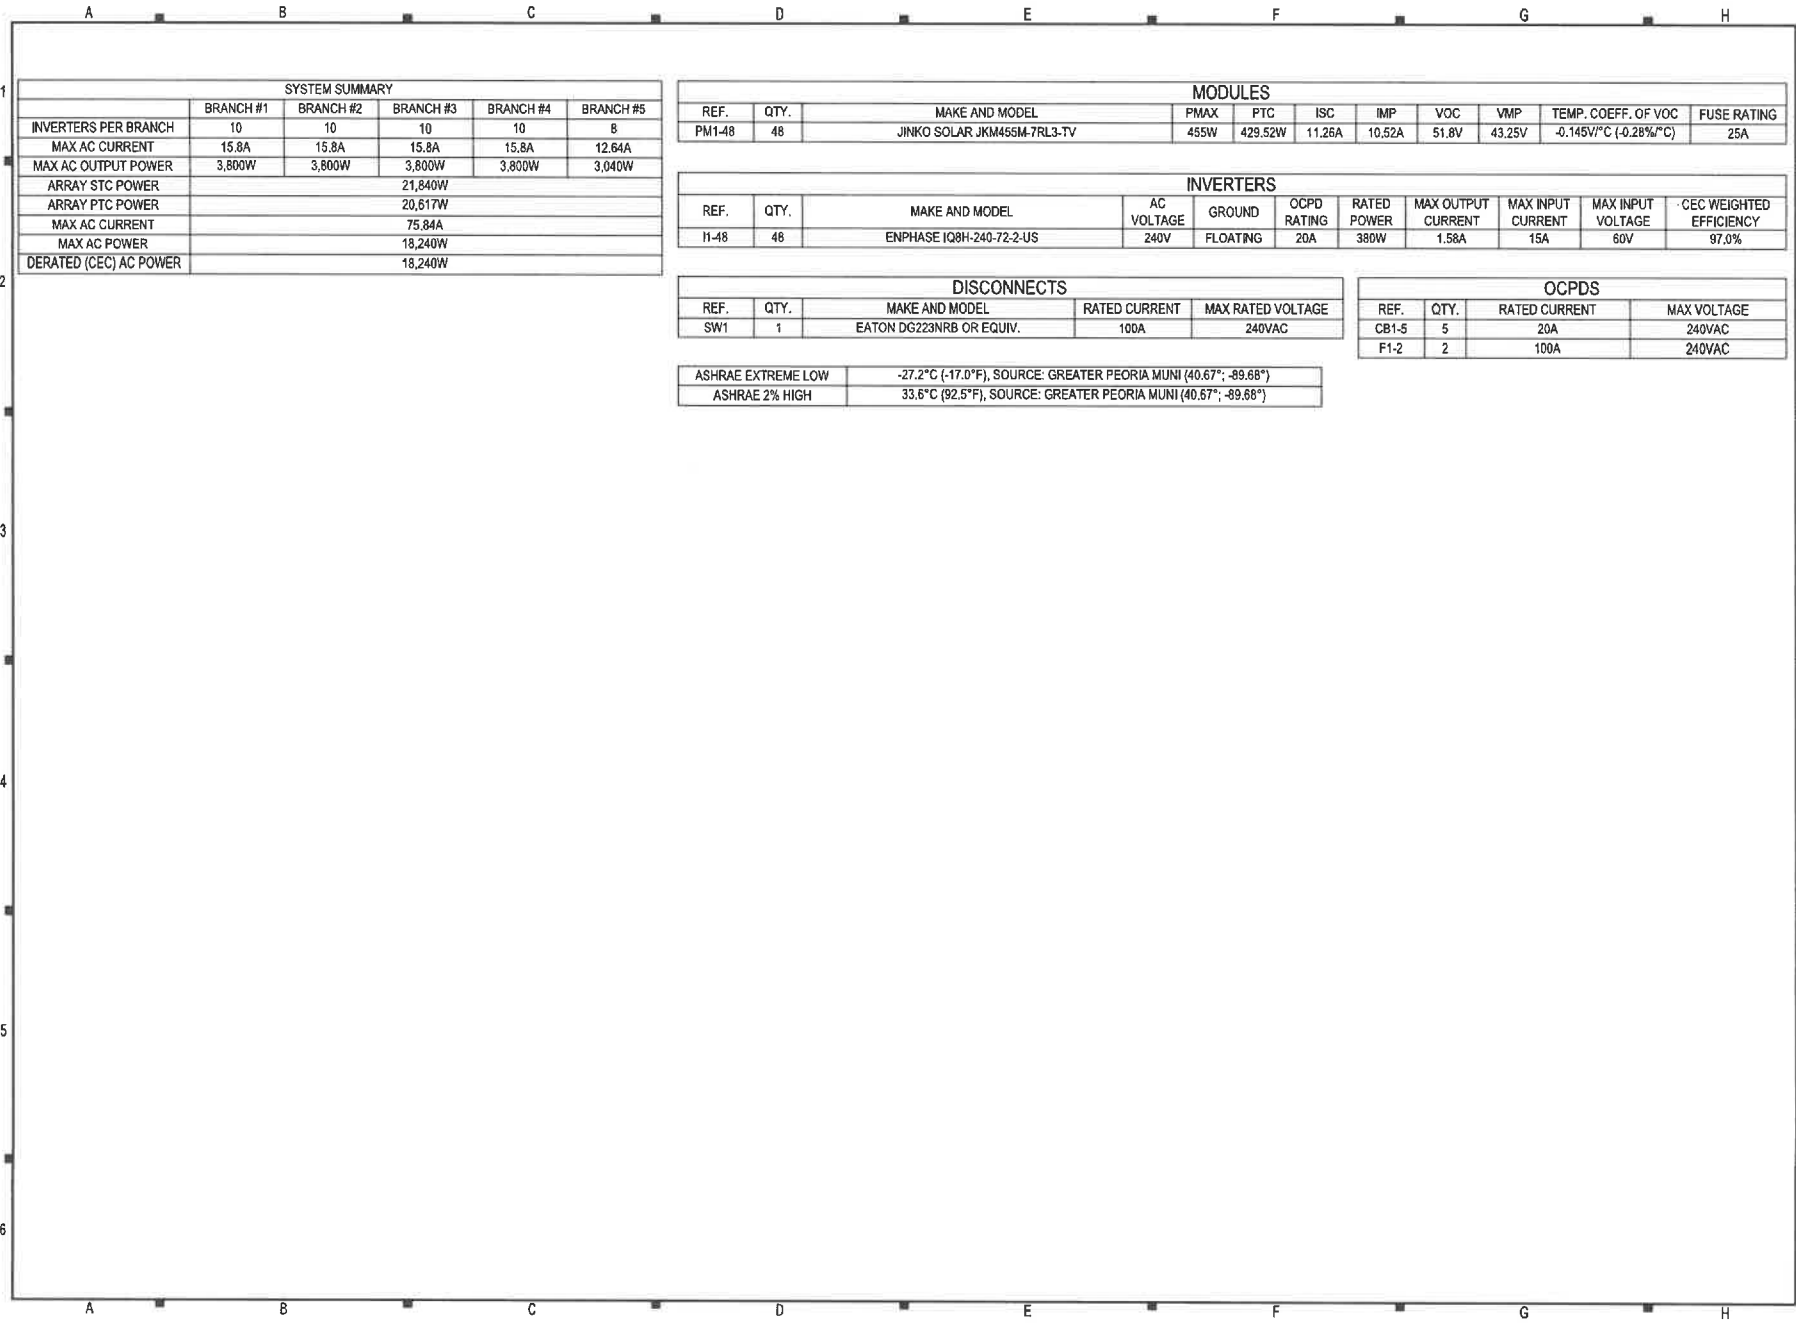 A B C D E F G H
1
SYSTEM SUMMARY
BRANCH #1 BRANCH #2 BRANCH #3 BRANCH #4 BRANCH #5
INVERTERS PER BRANCH 10 10 10 10 8
MAX AC CURRENT 15.8A 15.8A 15.8A 15.8A 12.64A
MAX AC OUTPUT POWER 3,800W 3,800W 3,800W 3,800W 3,040W
ARRAY STC POWER 21,840W
ARRAY PTC POWER 20,617W
MAX AC CURRENT 75.84A
MAX AC POWER 18,240W
DERATED (CEC) AC POWER 18,240W
MODULES
REF. QTY. MAKE AND MODEL PMAX PTC ISC IMP VOC VMP TEMP. COEFF. OF VOC FUSE RATING
PM1-48 48 JINKO SOLAR JKM455M-7RL3-TV 455W 429.52W 11.26A 10.52A 51.8V 43.25V -0.145V/°C (-0.28%/°C) 25A
INVERTERS
REF. QTY. MAKE AND MODEL AC VOLTAGE GROUND OCPD RATING RATED POWER MAX OUTPUT CURRENT MAX INPUT CURRENT MAX INPUT VOLTAGE CEC WEIGHTED EFFICIENCY
I1-48 48 ENPHASE IQ8H-240-72-2-US 240V FLOATING 20A 380W 1.58A 15A 60V 97.0%
2
DISCONNECTS
REF. QTY. MAKE AND MODEL RATED CURRENT MAX RATED VOLTAGE
SW1 1 EATON DG223NRB OR EQUIV. 100A 240VAC
OCPDS
REF. QTY. RATED CURRENT MAX VOLTAGE
CB1-5 5 20A 240VAC
F1-2 2 100A 240VAC
ASHRAE EXTREME LOW -27.2°C (-17.0°F), SOURCE: GREATER PEORIA MUNI (40.67°; -89.68°)
ASHRAE 2% HIGH 33.6°C (92.5°F), SOURCE: GREATER PEORIA MUNI (40.67°; -89.68°)
3
4
5
6
A B C D E F G H